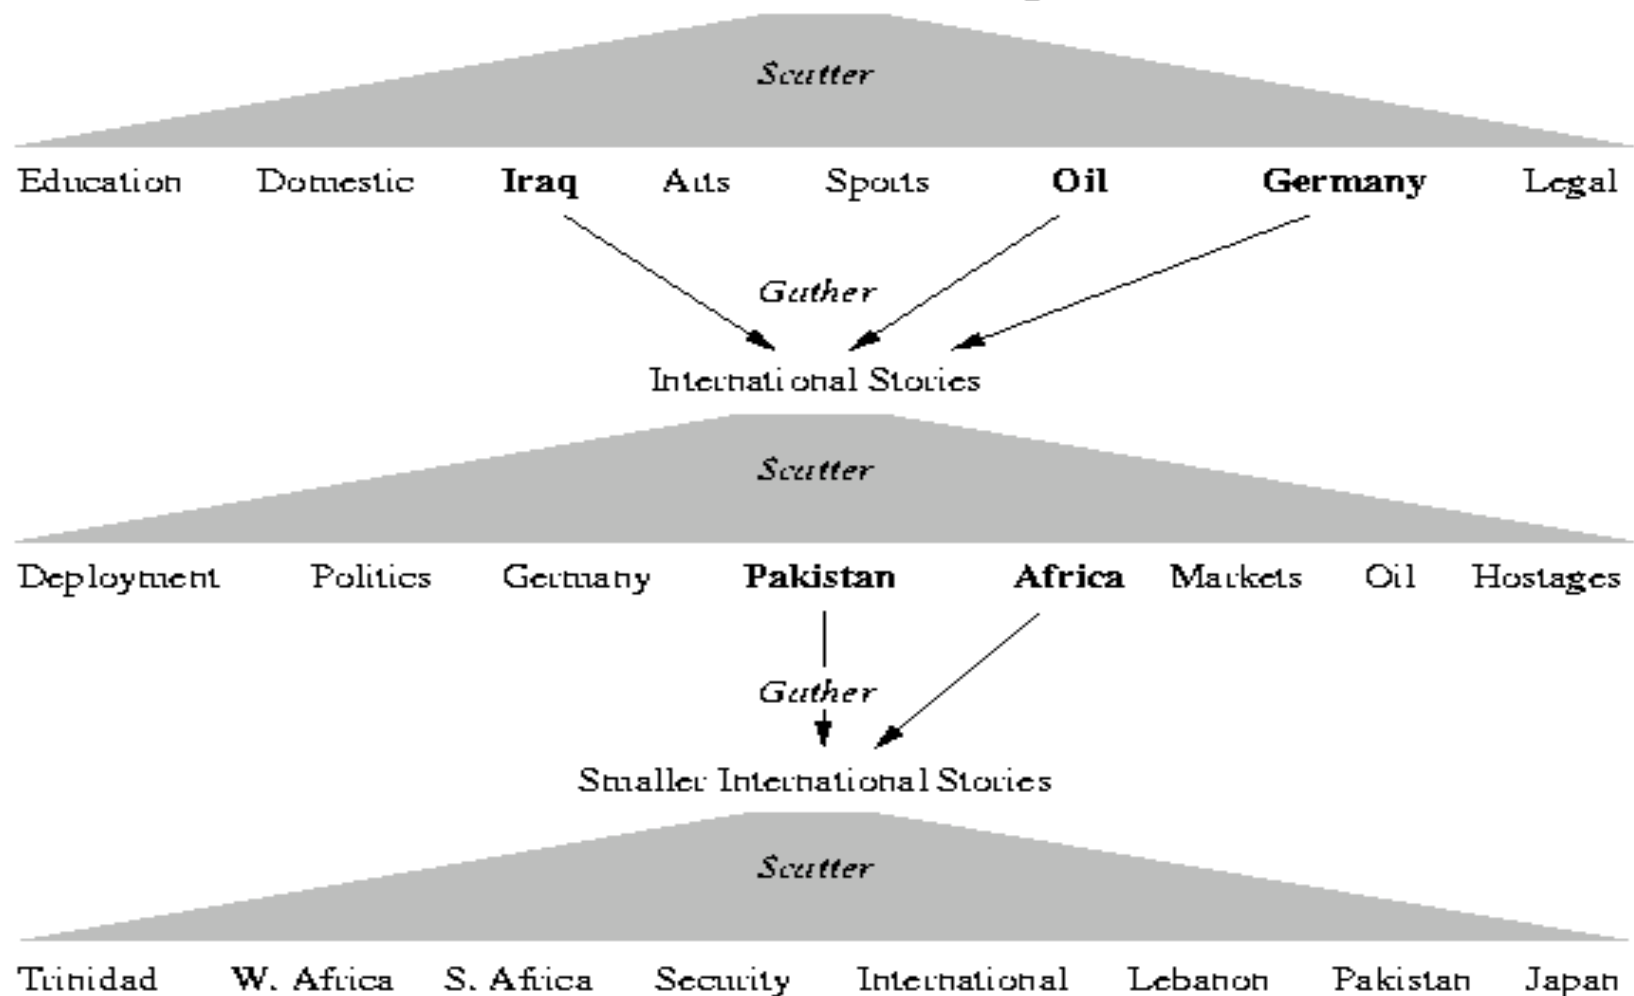 Scatter
Education Domestic Iraq Arts Sports Oil Germany Legal
Gather
International Stories
Scatter
Deployment Politics Germany Pakistan Africa Markets Oil Hostages
Gather
Smaller International Stories
Scatter
Trinidad W. Africa S. Africa Security International Lebanon Pakistan Japan